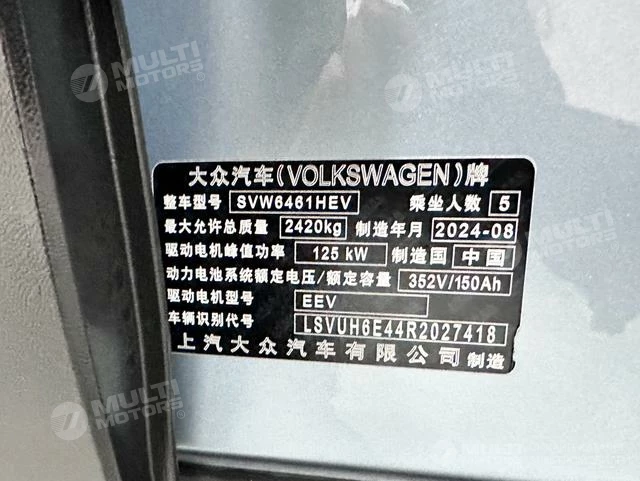 大众汽车(VOLKSWAGEN)牌
整车型号 SVW6461HEV 乘坐人数 5
最大允许总质量 2420kg 制造年月 2024-08
驱动电机峰值功率 125 kW 制造国 中国
动力电池系统额定电压/额定容量 352V/150Ah
驱动电机型号 EEV
车辆识别代号 LSVUH6E44R2027418
上汽大众汽车有限公司 制造
MULTI MOTORS
MULTI MOTORS
MULTI MOTORS
MULTI MOTORS